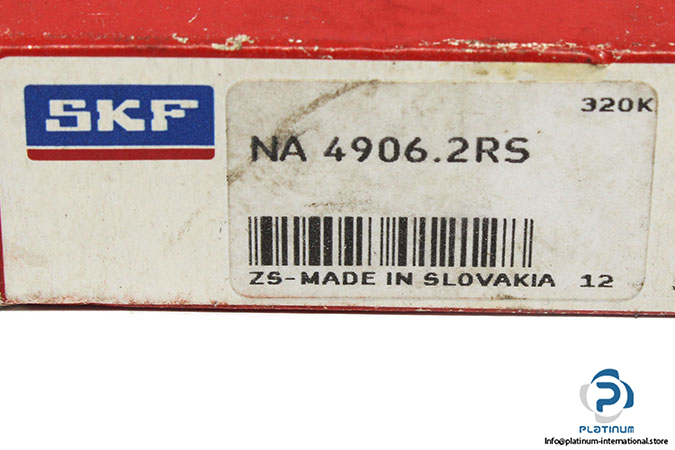 320K
SKF
NA 4906.2RS
ZS-MADE IN SLOVAKIA 12
P
PLATINUM
Info@platinum-international.store